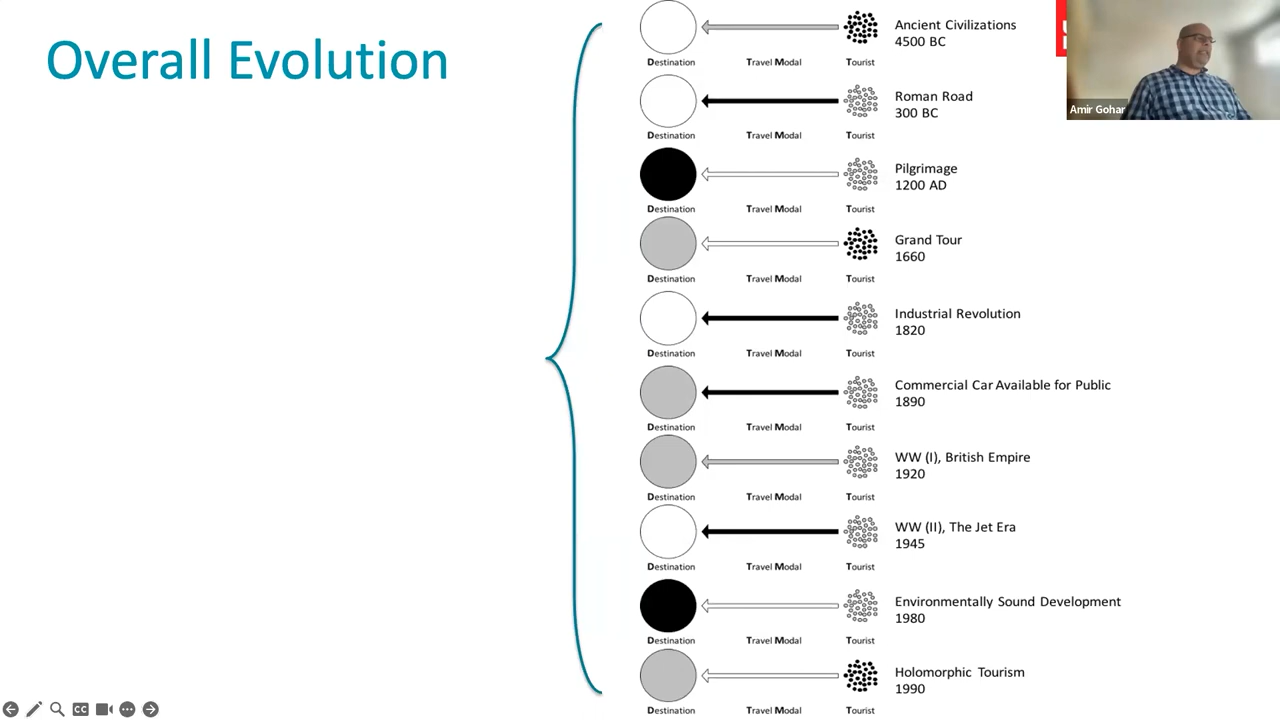 Overall Evolution
Ancient Civilizations
4500 BC
Destination Travel Modal Tourist
Roman Road
300 BC
Destination Travel Modal Tourist
Pilgrimage
1200 AD
Destination Travel Modal Tourist
Grand Tour
1660
Destination Travel Modal Tourist
Industrial Revolution
1820
Destination Travel Modal Tourist
Commercial Car Available for Public
1890
Destination Travel Modal Tourist
WW (I), British Empire
1920
Destination Travel Modal Tourist
WW (II), The Jet Era
1945
Destination Travel Modal Tourist
Environmentally Sound Development
1980
Destination Travel Modal Tourist
Holomorphic Tourism
1990
Destination Travel Modal Tourist
Amir Gohar
CC